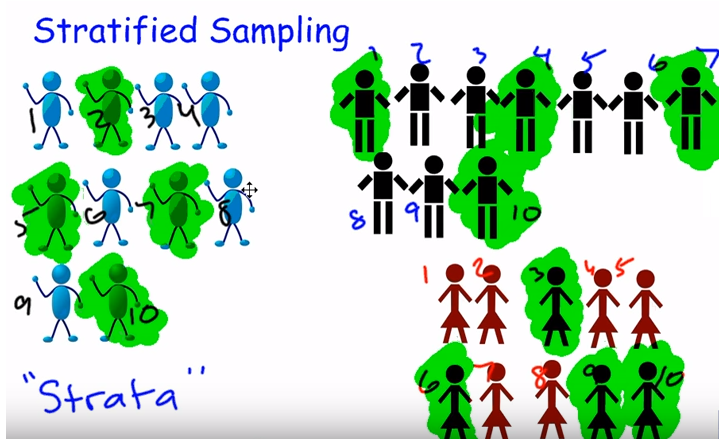 Stratified Sampling
1 2 3 4
5 6 7 8
9 10
1 2 3 4 5 6 7
8 9 10
1 2 3 4 5
6 7 8 9 10
"Strata"